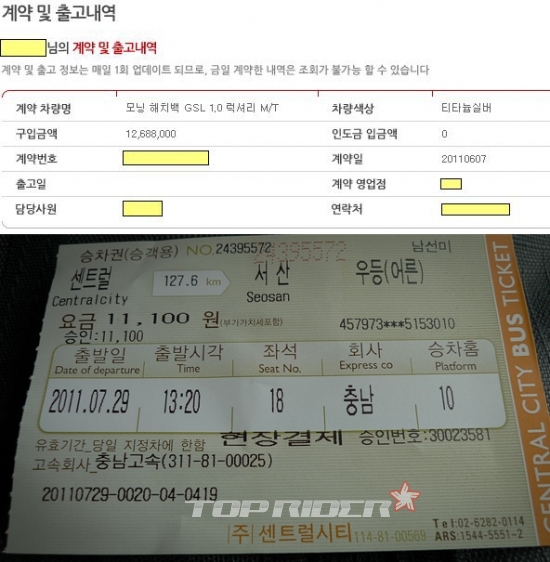 계약 및 출고내역
님의 계약 및 출고내역
계약 및 출고 정보는 매일 1회 업데이트 되므로, 금일 계약한 내역은 조회가 불가능 할 수 있습니다
계약 차량명 모닝 해치백 GSL 1.0 럭셔리 M/T 차량색상 티타늄실버
구입금액 12,688,000 인도금 입금액 0
계약번호 계약일 20110607
출고일 계약 영업점
담당사원 연락처
승차권(승객용) NO.24395572 24395572 남선미
센트럴 127.6 km 서산 우등(어른)
Centralcity Seosan
요금 11,100 원(부가가치세포함) 457973***5153010
승인:11,100
출발일 출발시각 좌석 회사 승차홈
Date of departure Time Seat No. Express co Platform
2011.07.29 13:20 18 충남 10
유효기간_당일 지정차에 한함 현장결제 승인번호:30023581
고속회사_충남고속(311-81-00025)
20110729-0020-04-0419
TOPRIDER
(주)센트럴시티 114-81-00569 Tel:02-6282-0114
ARS:1544-5551-2
CENTRAL CITY BUS TICKET